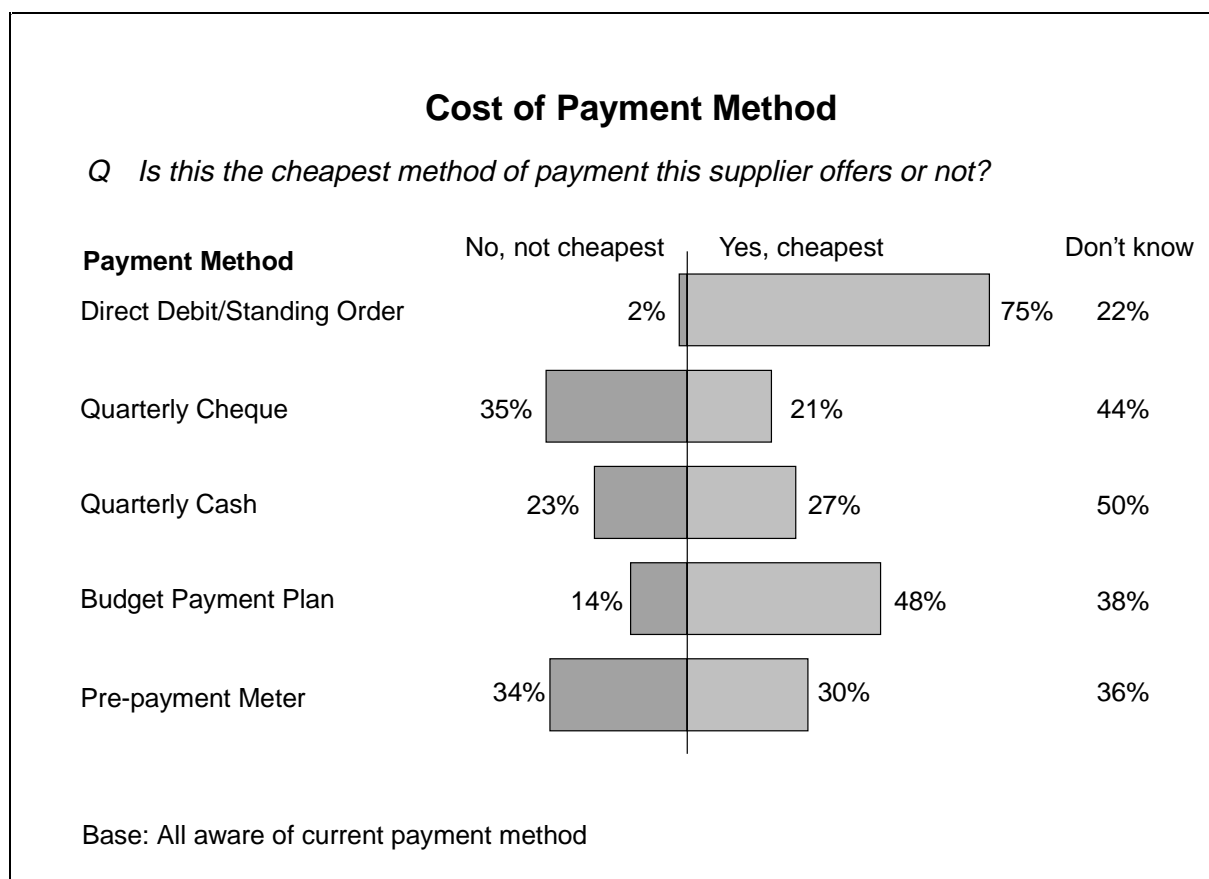 Cost of Payment Method
Q Is this the cheapest method of payment this supplier offers or not?
Payment Method No, not cheapest Yes, cheapest Don't know
Direct Debit/Standing Order 2% 75% 22%
Quarterly Cheque 35% 21% 44%
Quarterly Cash 23% 27% 50%
Budget Payment Plan 14% 48% 38%
Pre-payment Meter 34% 30% 36%
Base: All aware of current payment method